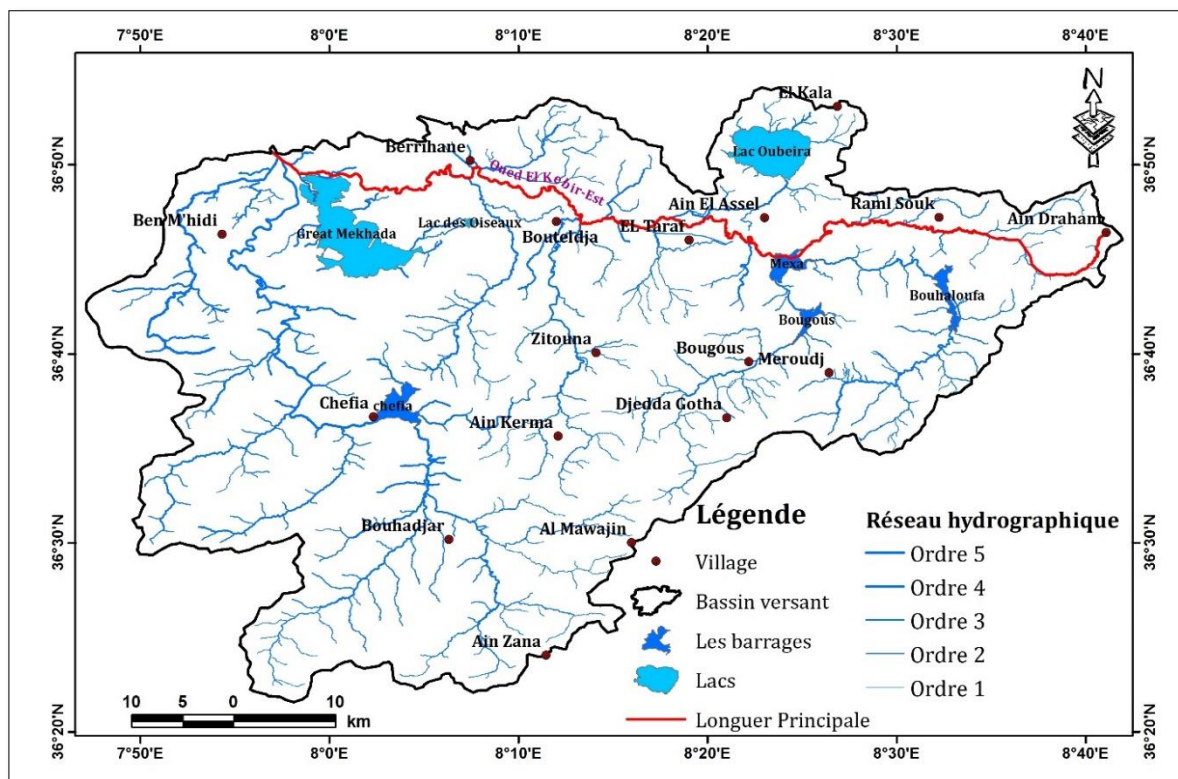 7°50'E 8°0'E 8°10'E 8°20'E 8°30'E 8°40'E
N
El Kala
36°50'N
Berrihane
Lac Oubeira
36°50'N
Oued El Kebir-Est
Ben M'hidi
Great Mekhada
Lac des Oiseaux
Bouteldja
EL Taraf
Ain El Assel
Raml Souk
Ain Draham
Mexa
Bouhaloufa
Bougous
36°40'N
Zitouna
Bougous
Meroudj
36°40'N
Chefia
chefia
Ain Kerma
Djedda Gotha
36°30'N
Bouhadjar
Al Mawajin
36°30'N
Ain Zana
36°20'N
36°20'N
Légende
Village
Bassin versant
Les barrages
Lacs
Longuer Principale
Réseau hydrographique
Ordre 5
Ordre 4
Ordre 3
Ordre 2
Ordre 1
10 5 0 10
km
7°50'E 8°0'E 8°10'E 8°20'E 8°30'E 8°40'E